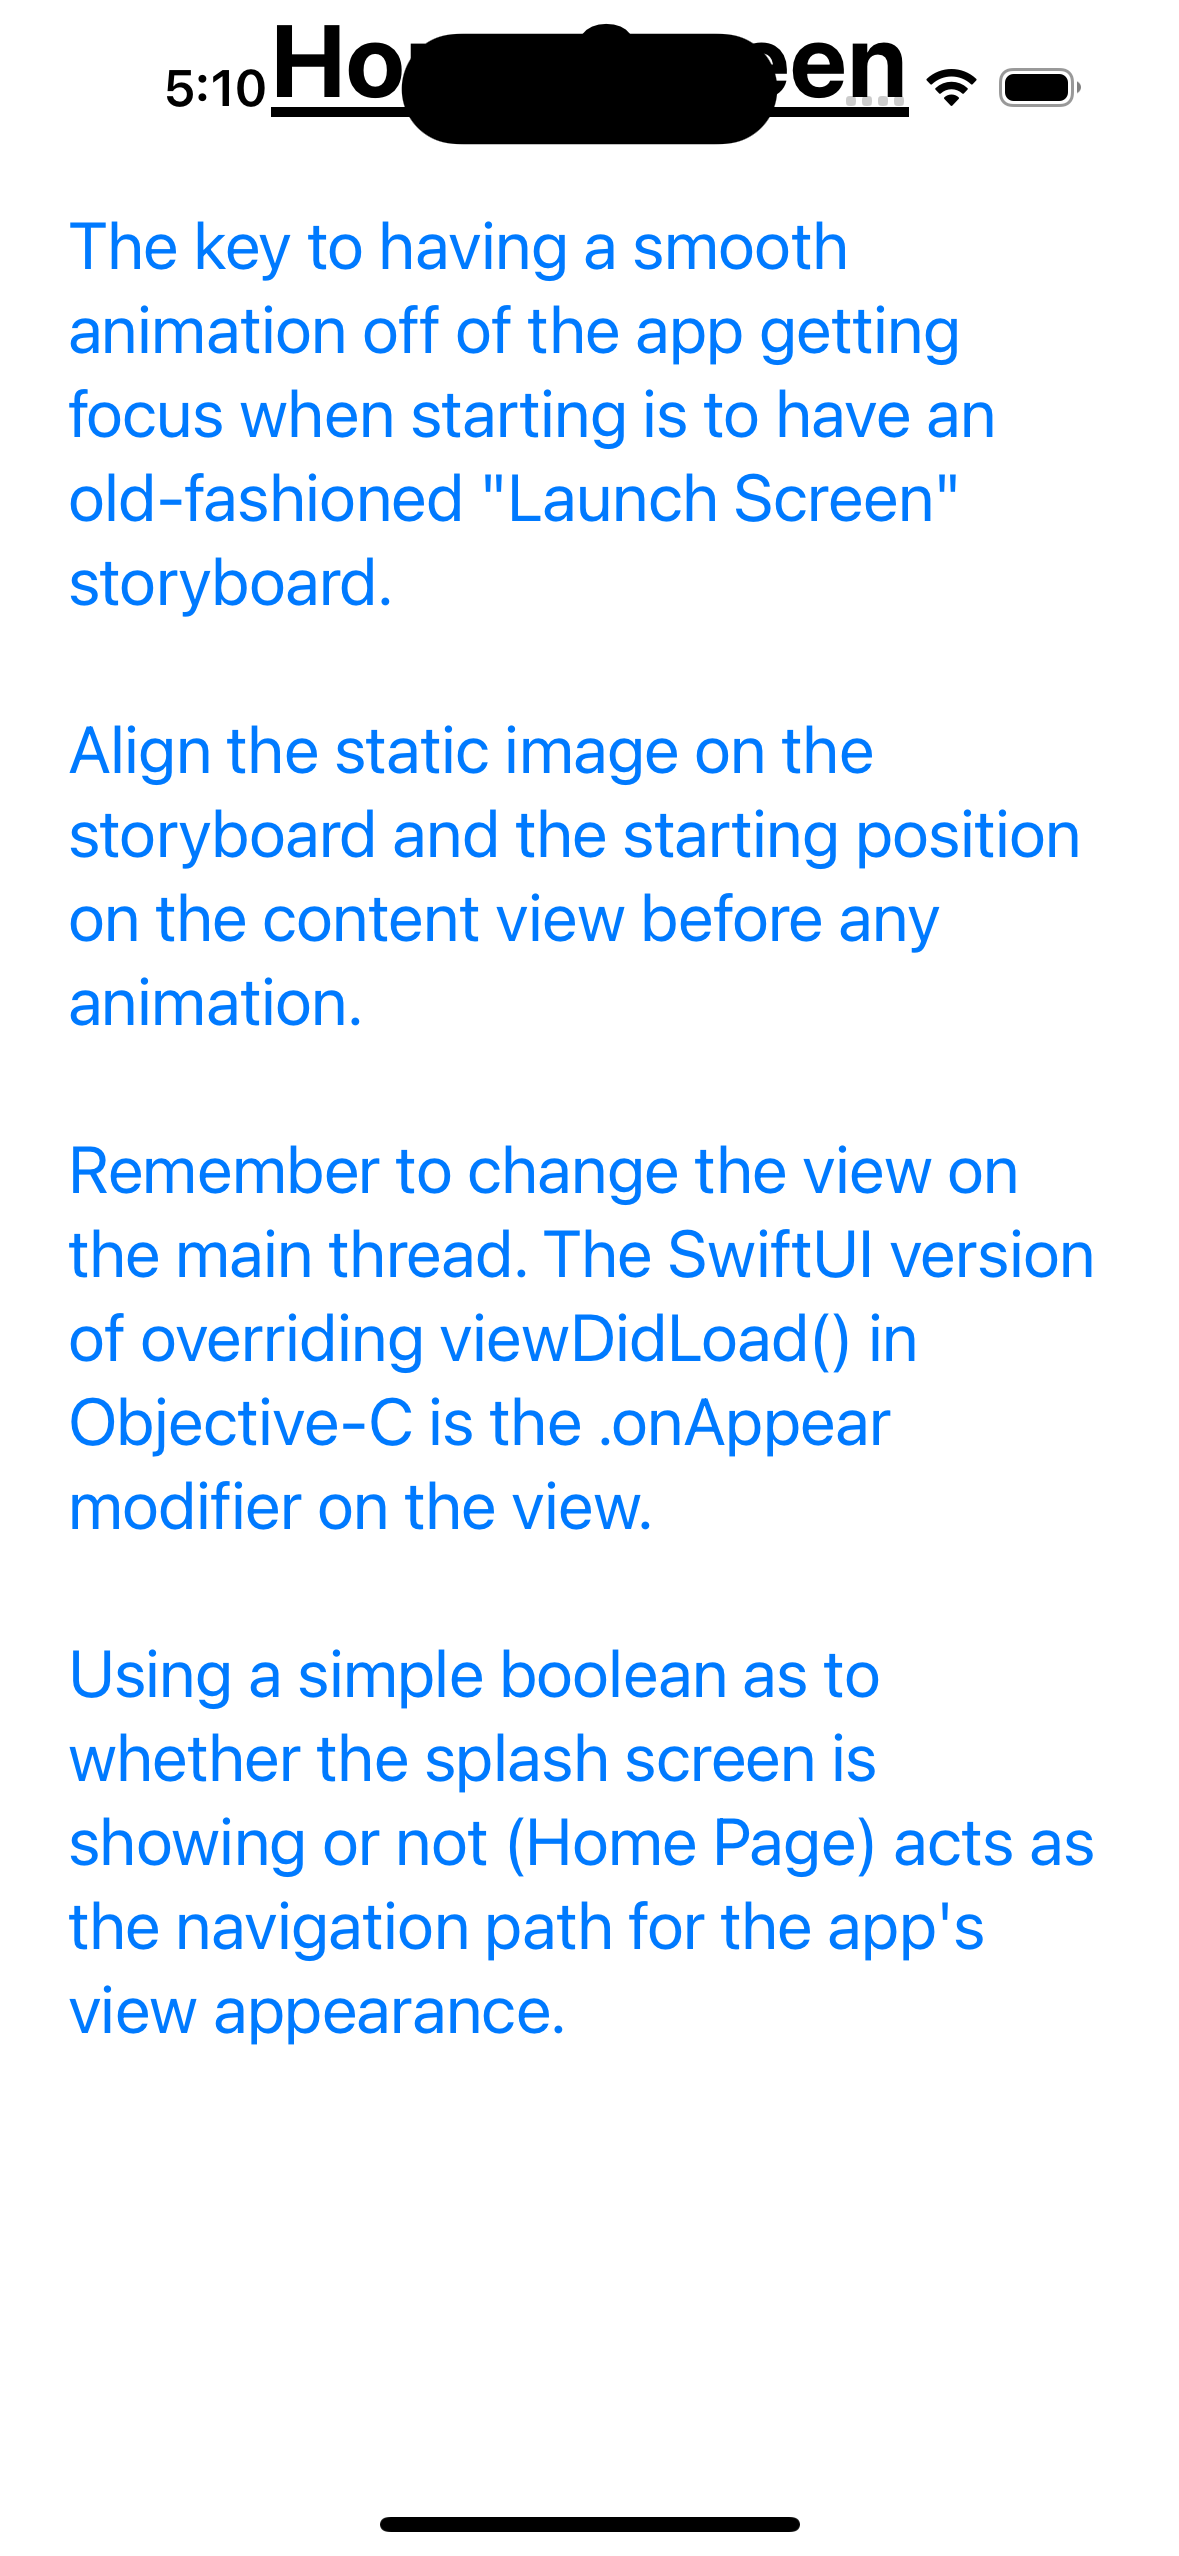 5:10
The key to having a smooth
animation off of the app getting
focus when starting is to have an
old-fashioned "Launch Screen"
storyboard.
Align the static image on the
storyboard and the starting position
on the content view before any
animation.
Remember to change the view on
the main thread. The SwiftUI version
of overriding viewDidLoad() in
Objective-C is the .onAppear
modifier on the view.
Using a simple boolean as to
whether the splash screen is
showing or not (Home Page) acts as
the navigation path for the app's
view appearance.